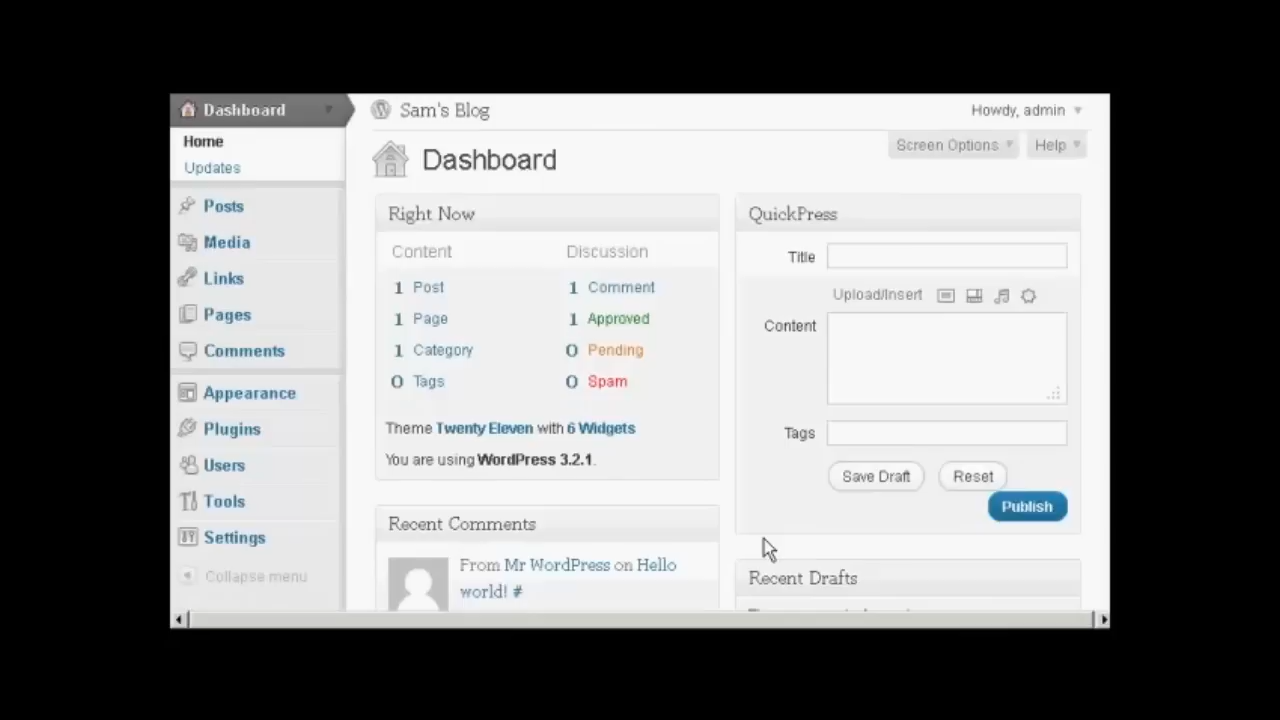 Dashboard
Home
Updates
Posts
Media
Links
Pages
Comments
Appearance
Plugins
Users
Tools
Settings
Collapse menu
Sam's Blog
Howdy, admin
Screen Options
Help
Dashboard
Right Now
Content
Discussion
1 Post
1 Comment
1 Page
1 Approved
1 Category
0 Pending
0 Tags
0 Spam
Theme Twenty Eleven with 6 Widgets
You are using WordPress 3.2.1.
Recent Comments
From Mr WordPress on Hello
world! #
QuickPress
Title
Upload/Insert
Content
Tags
Save Draft
Reset
Publish
Recent Drafts